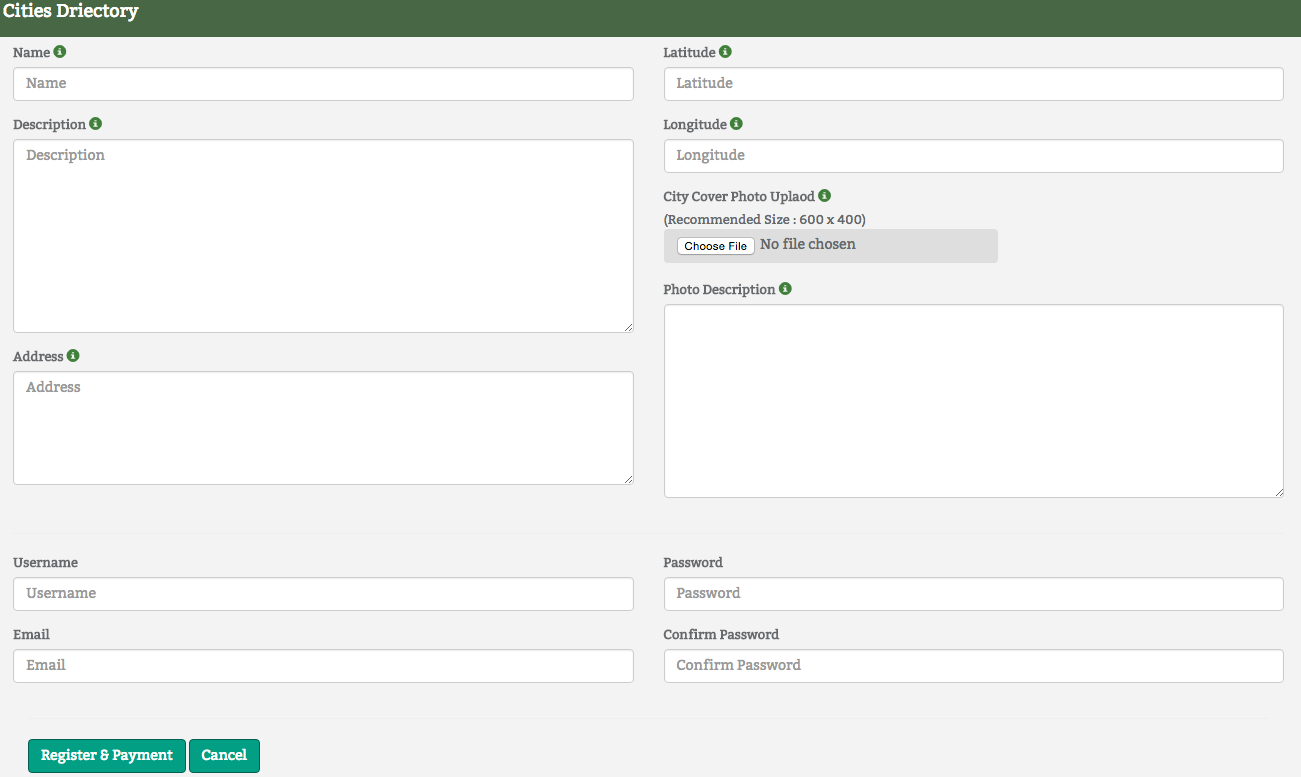 Cities Driectory
Name
Name
Description
Description
Address
Address
Latitude
Latitude
Longitude
Longitude
City Cover Photo Uplaod
(Recommended Size : 600 x 400)
Choose File No file chosen
Photo Description
Username
Username
Password
Password
Email
Email
Confirm Password
Confirm Password
Register & Payment
Cancel